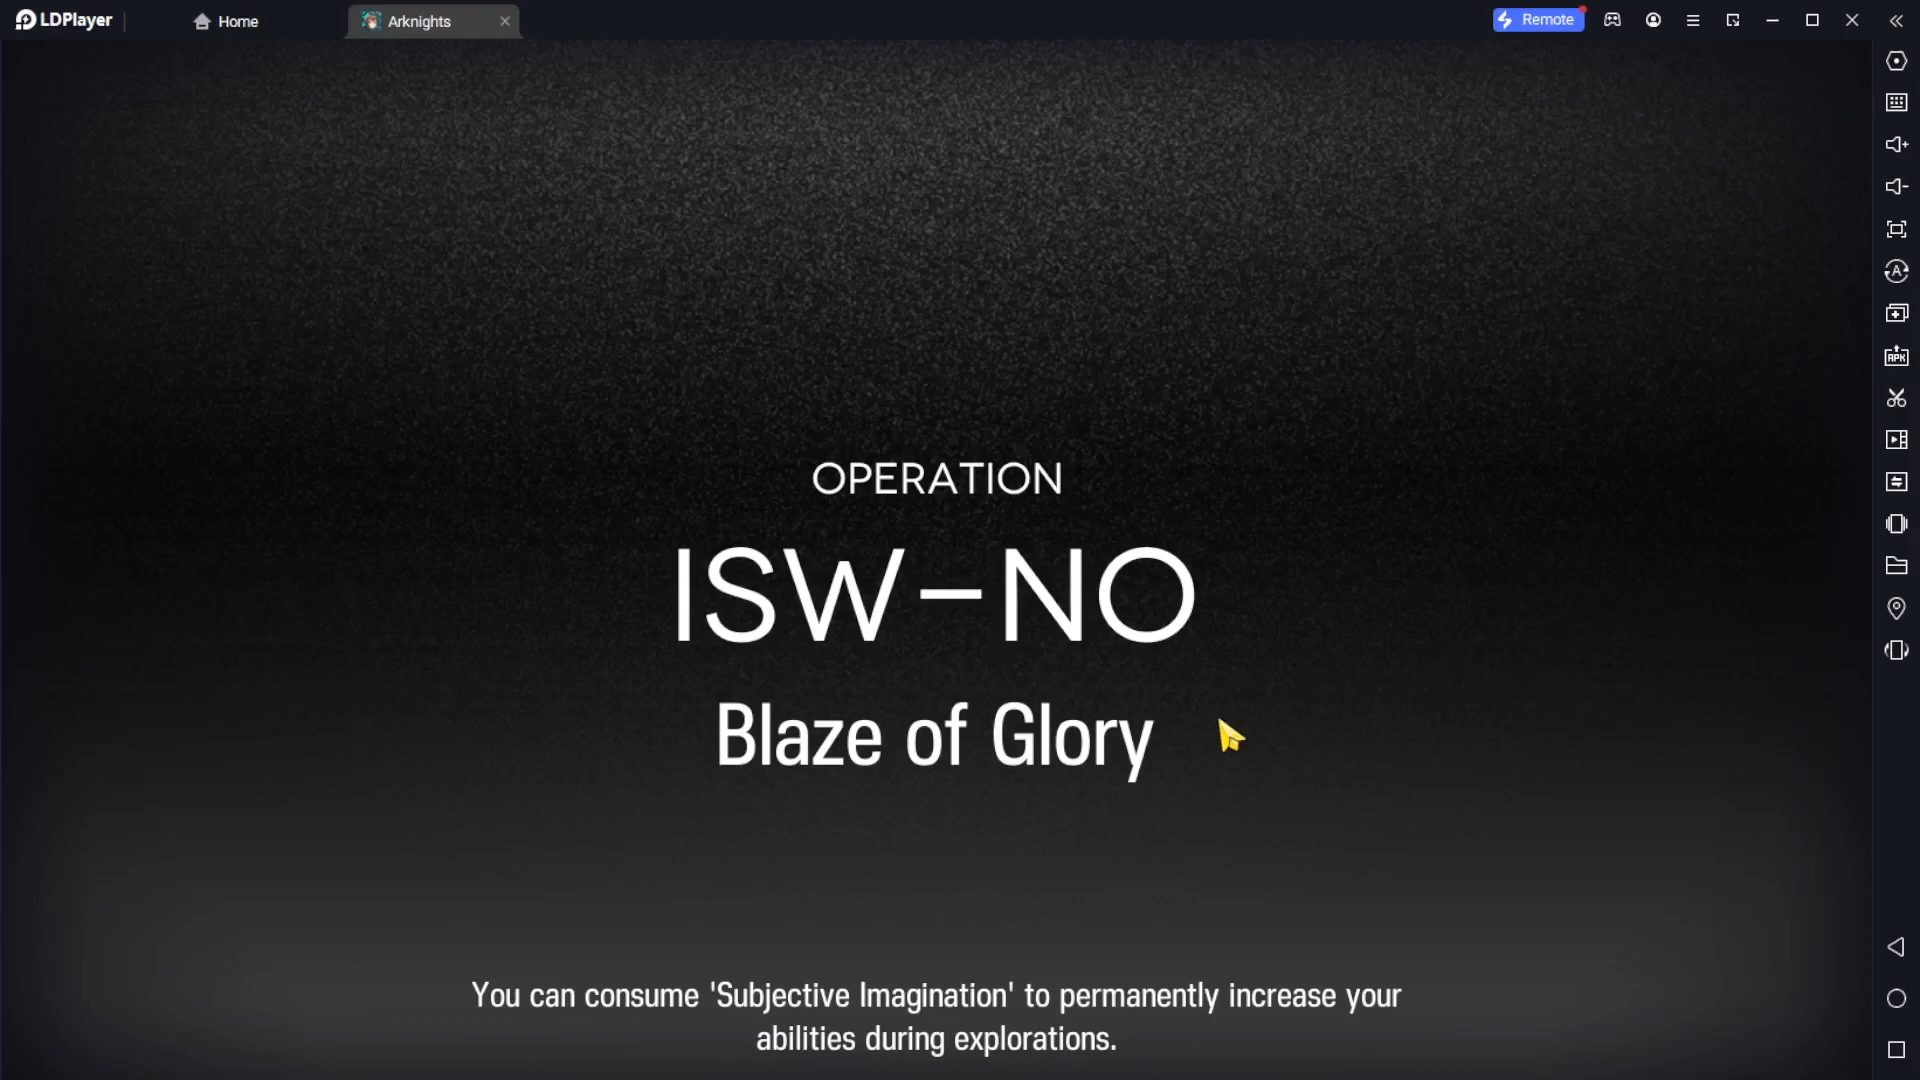 LDPlayer
Home
Arknights
Remote
APK
OPERATION
ISW-NO
Blaze of Glory
You can consume 'Subjective Imagination' to permanently increase your
abilities during explorations.